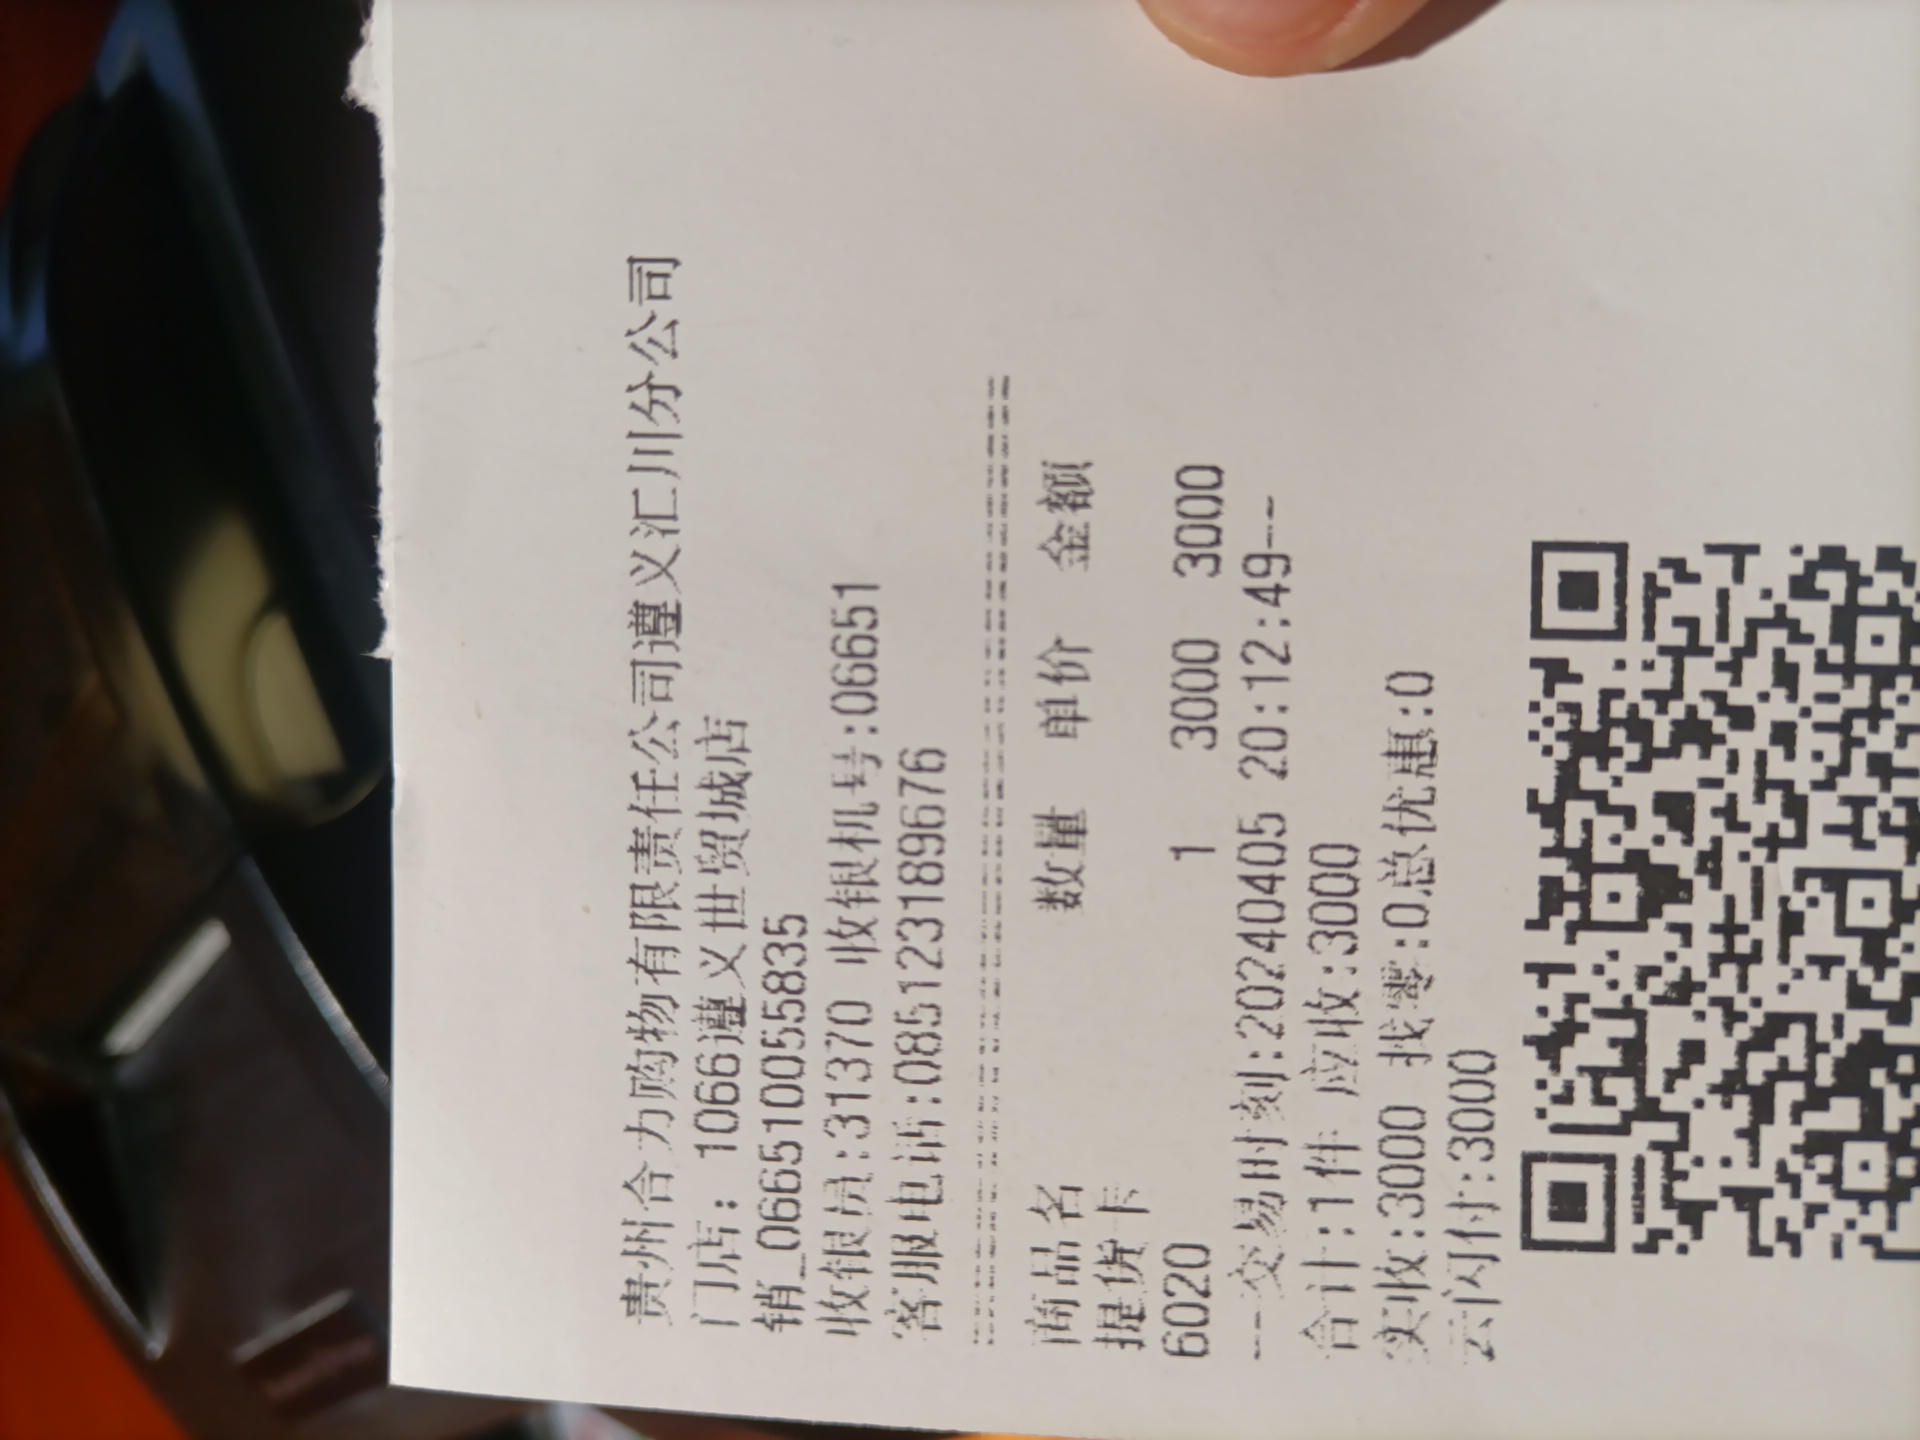 贵州合力购物有限责任公司遵义汇川分公司
门店: 1066遵义世贸城店
销_066510055835
收银员:31370 收银机号:06651
客服电话:085123189676
商品名 数量 单价 金额
提货卡
6020 1 3000 3000
---交易时刻:20240405 20:12:49--
合计:1件 应收:3000
实收:3000 找零:0总优惠:0
云闪付:3000